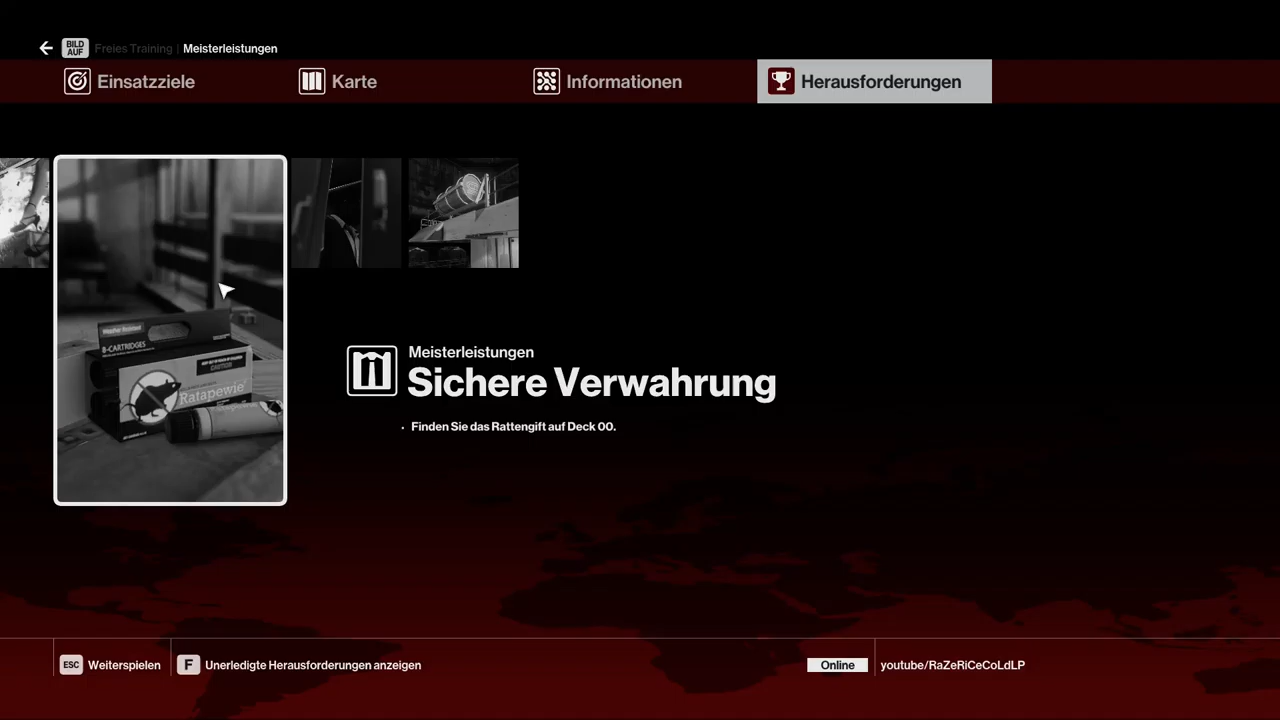 BILD AUF Freies Training | Meisterleistungen
Einsatzziele
Karte
Informationen
Herausforderungen
8-CARTRIDGES
CAUTION!
Ratapewie
Meisterleistungen
Sichere Verwahrung
· Finden Sie das Rattengift auf Deck 00.
ESC Weiterspielen
F Unerledigte Herausforderungen anzeigen
Online
youtube/RaZeRiCeCoLdLP